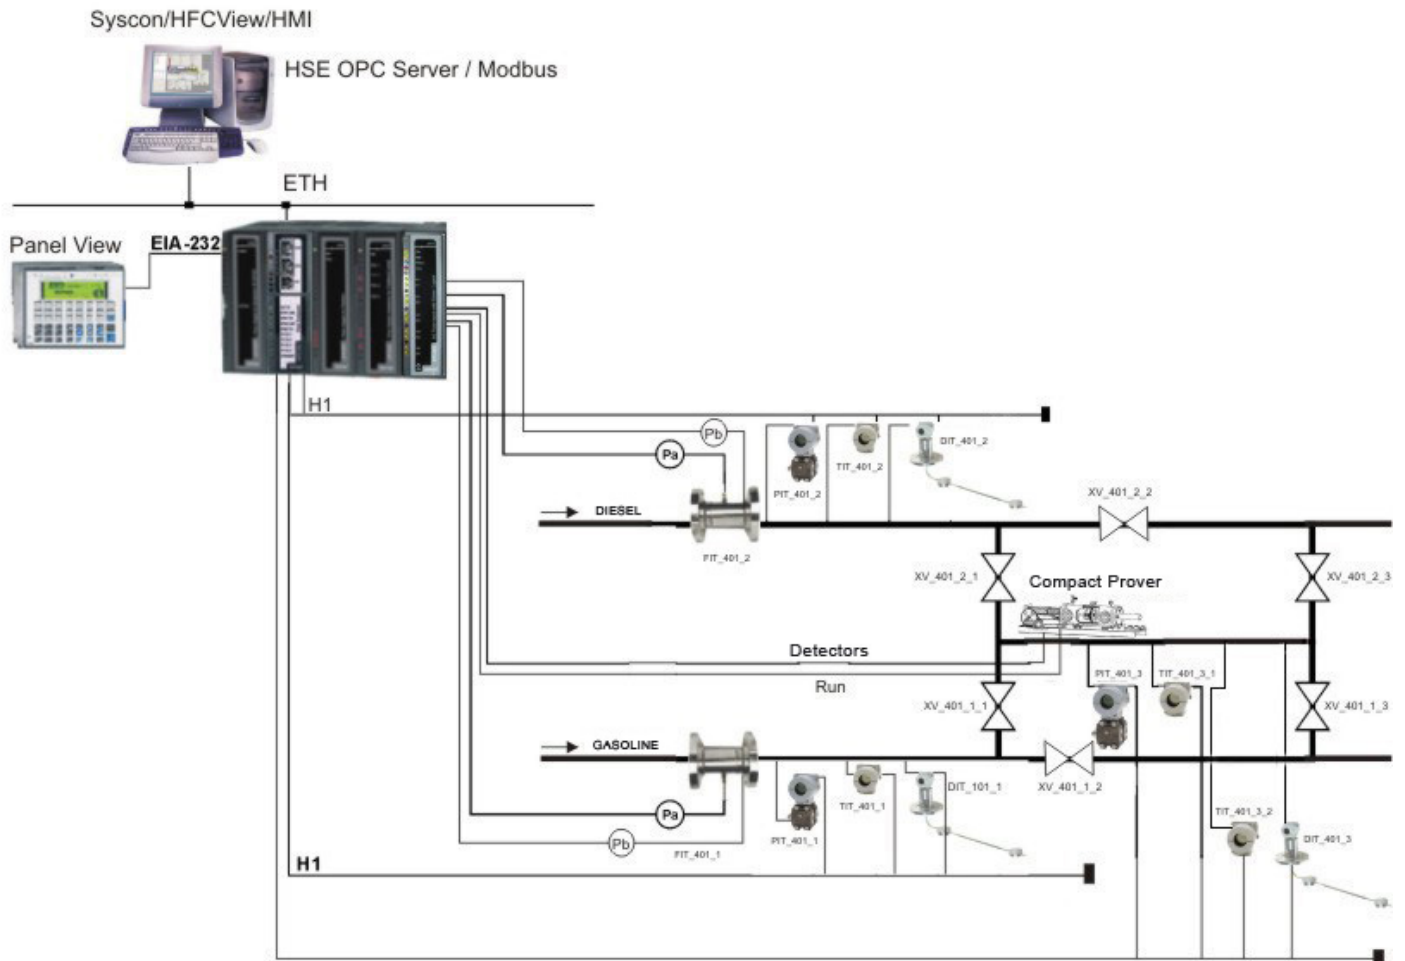 Syscon/HFCView/HMI
HSE OPC Server / Modbus
ETH
Panel View
EIA-232
H1
Pb
DIT_401_2
Pa
TIT_401_2
PIT_401_2
XV_401_2_2
DIESEL
FIT_401_2
XV_401_2_1
Compact Prover
XV_401_2_3
Detectors
Run
PIT_401_3
TIT_401_3_1
XV_401_1_1
XV_401_1_3
GASOLINE
DIT_101_1
XV_401_1_2
TIT_401_1
Pa
TIT_401_3_2
PIT_401_1
Pb
DIT_401_3
FIT_401_1
H1